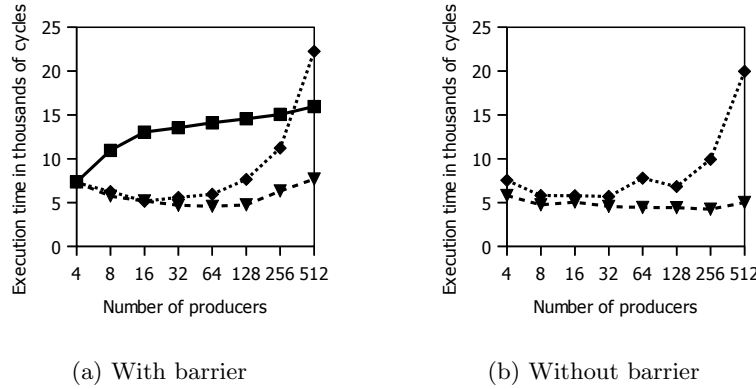 Execution time in thousands of cycles
25
20
15
10
5
0
4 8 16 32 64 128 256 512
Number of producers
(a) With barrier
Execution time in thousands of cycles
25
20
15
10
5
0
4 8 16 32 64 128 256 512
Number of producers
(b) Without barrier